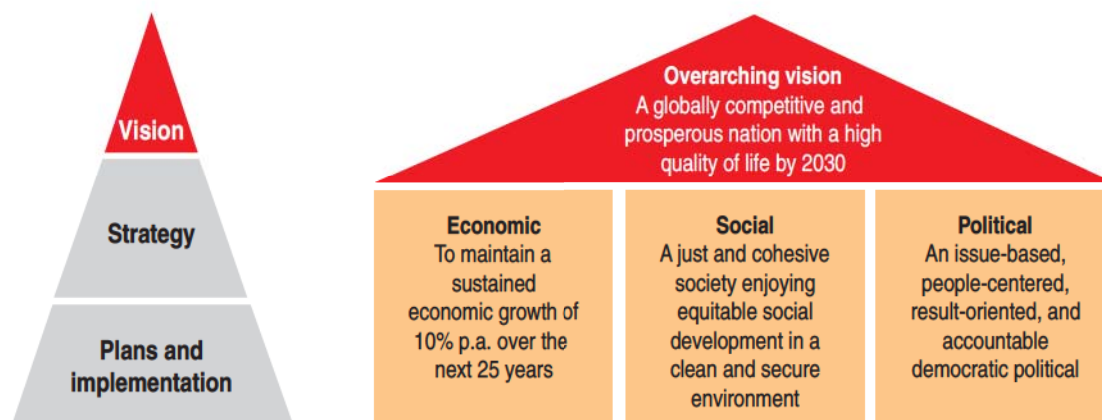 Vision
Strategy
Plans and
implementation
Overarching vision
A globally competitive and
prosperous nation with a high
quality of life by 2030
Economic
To maintain a
sustained
economic growth of
10% p.a. over the
next 25 years
Social
A just and cohesive
society enjoying
equitable social
development in a
clean and secure
environment
Political
An issue-based,
people-centered,
result-oriented, and
accountable
democratic political